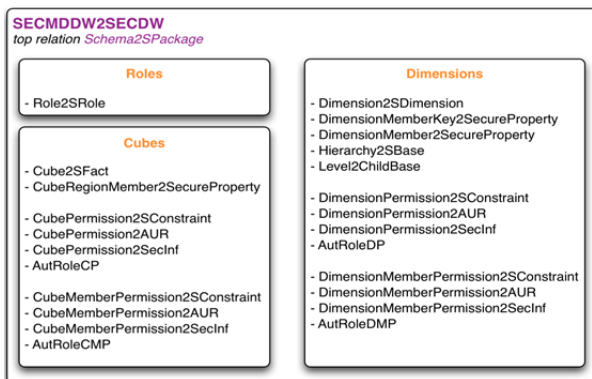 SECMDDW2SECDW
top relation Schema2SPackage
Roles
- Role2SRole
Cubes
- Cube2SFact
- CubeRegionMember2SecureProperty
- CubePermission2SConstraint
- CubePermission2AUR
- CubePermission2SecInf
- AutRoleCP
- CubeMemberPermission2SConstraint
- CubeMemberPermission2AUR
- CubeMemberPermission2SecInf
- AutRoleCMP
Dimensions
- Dimension2SDimension
- DimensionMemberKey2SecureProperty
- DimensionMember2SecureProperty
- Hierarchy2SBase
- Level2ChildBase
- DimensionPermission2SConstraint
- DimensionPermission2AUR
- DimensionPermission2SecInf
- AutRoleDP
- DimensionMemberPermission2SConstraint
- DimensionMemberPermission2AUR
- DimensionMemberPermission2SecInf
- AutRoleDMP